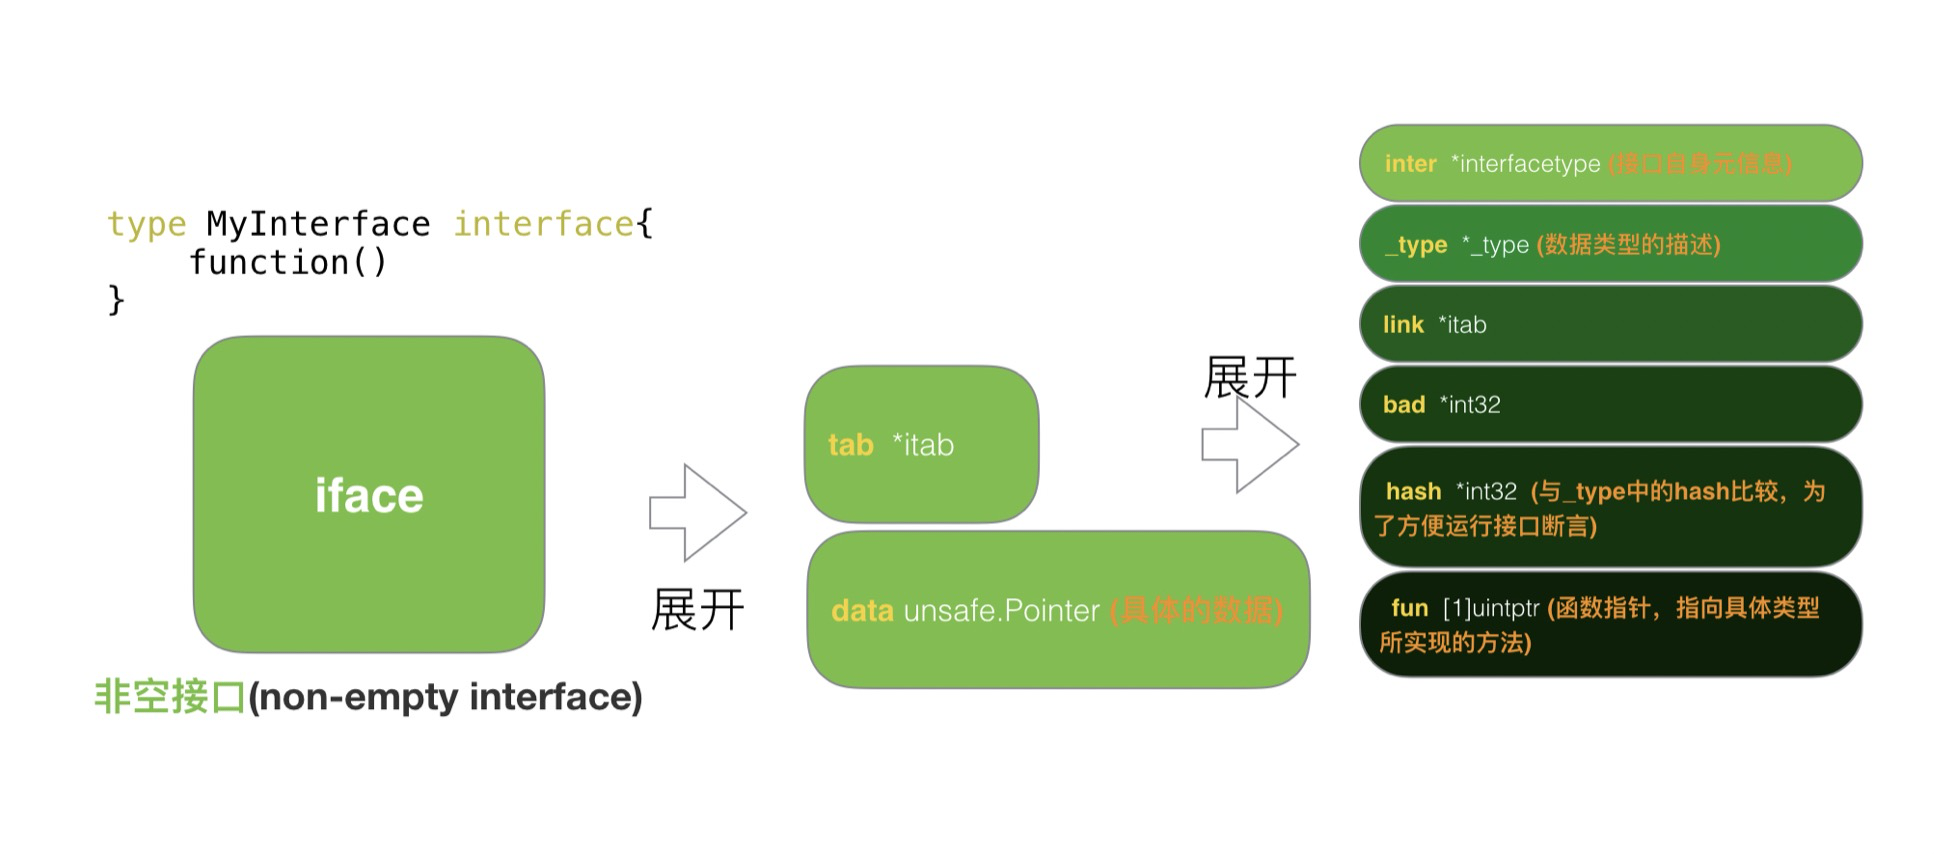 type MyInterface interface{
function()
}
iface
非空接口(non-empty interface)
展开
tab *itab
data unsafe.Pointer (具体的数据)
展开
inter *interfacetype (接口自身元信息)
_type *_type (数据类型的描述)
link *itab
bad *int32
hash *int32 (与_type中的hash比较，为
了方便运行接口断言)
fun [1]uintptr (函数指针，指向具体类型
所实现的方法)